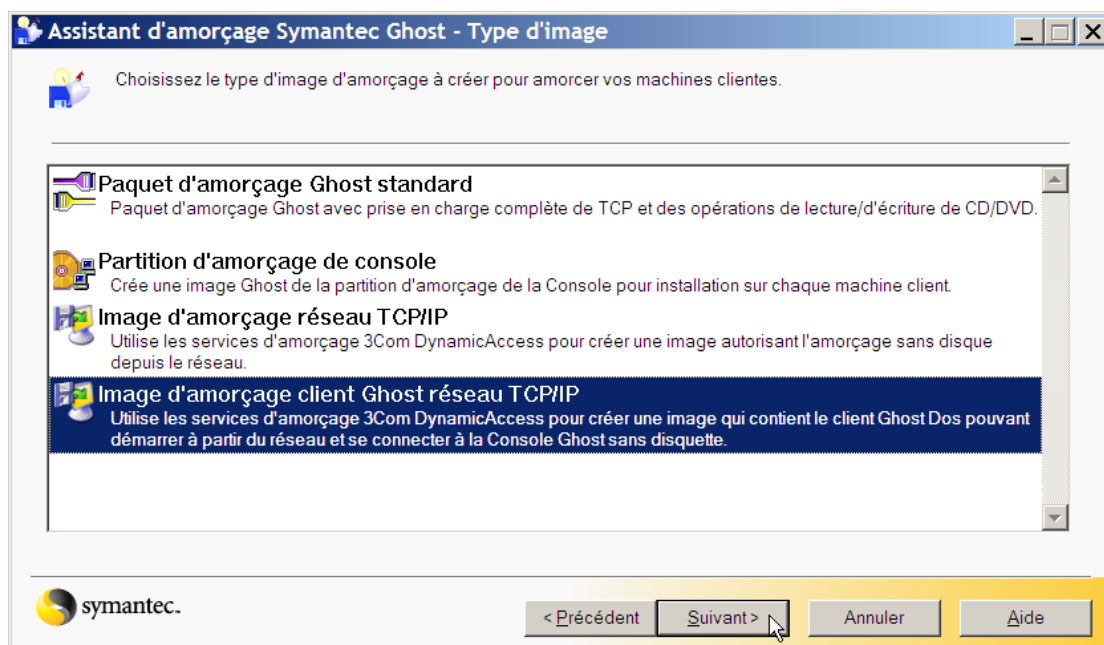 Assistant d'amorçage Symantec Ghost - Type d'image
Choisissez le type d'image d'amorçage à créer pour amorcer vos machines clientes.
Paquet d'amorçage Ghost standard
Paquet d'amorçage Ghost avec prise en charge complète de TCP et des opérations de lecture/d'écriture de CD/DVD.
Partition d'amorçage de console
Crée une image Ghost de la partition d'amorçage de la Console pour installation sur chaque machine client.
Image d'amorçage réseau TCP/IP
Utilise les services d'amorçage 3Com DynamicAccess pour créer une image autorisant l'amorçage sans disque
depuis le réseau.
Image d'amorçage client Ghost réseau TCP/IP
Utilise les services d'amorçage 3Com DynamicAccess pour créer une image qui contient le client Ghost Dos pouvant
démarrer à partir du réseau et se connecter à la Console Ghost sans disquette.
symantec.
< Précédent Suivant > Annuler Aide